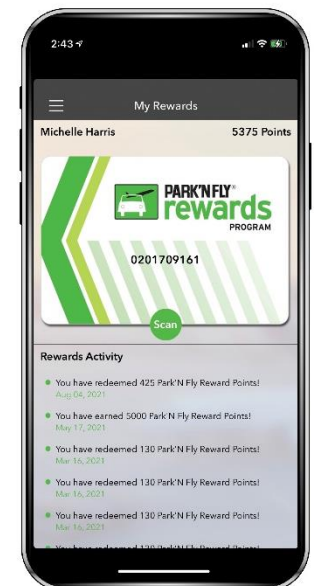 2:43
My Rewards
Michelle Harris 5375 Points
PARK'N FLY®
rewards
PROGRAM
0201709161
Scan
Rewards Activity
You have redeemed 425 Park'N Fly Reward Points!
Aug 04, 2021
You have earned 5000 Park'N Fly Reward Points!
May 17, 2021
You have redeemed 130 Park'N Fly Reward Points!
Mar 16, 2021
You have redeemed 130 Park'N Fly Reward Points!
Mar 16, 2021
You have redeemed 130 Park'N Fly Reward Points!
Mar 16, 2021